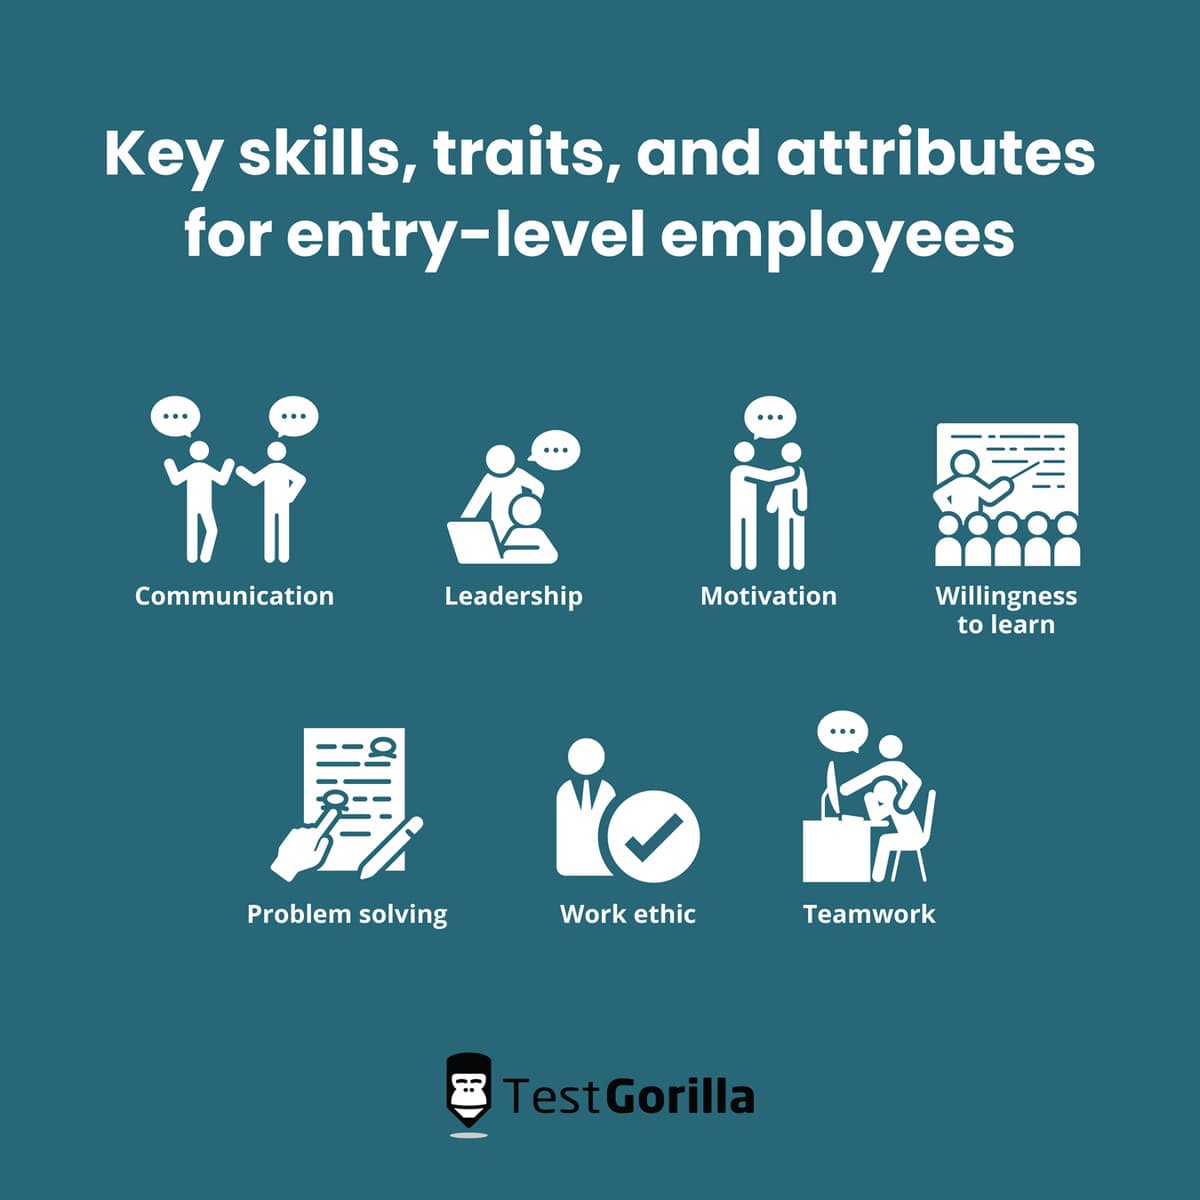 Key skills, traits, and attributes
for entry-level employees
Communication
Leadership
Motivation
Willingness
to learn
Problem solving
Work ethic
Teamwork
TestGorilla